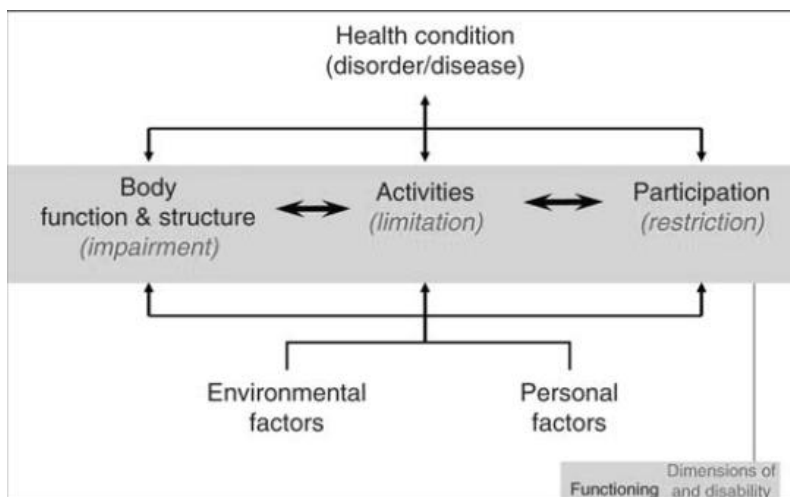 Health condition
(disorder/disease)
Body
function & structure
(impairment)
Activities
(limitation)
Participation
(restriction)
Environmental
factors
Personal
factors
Dimensions of
Functioning and disability